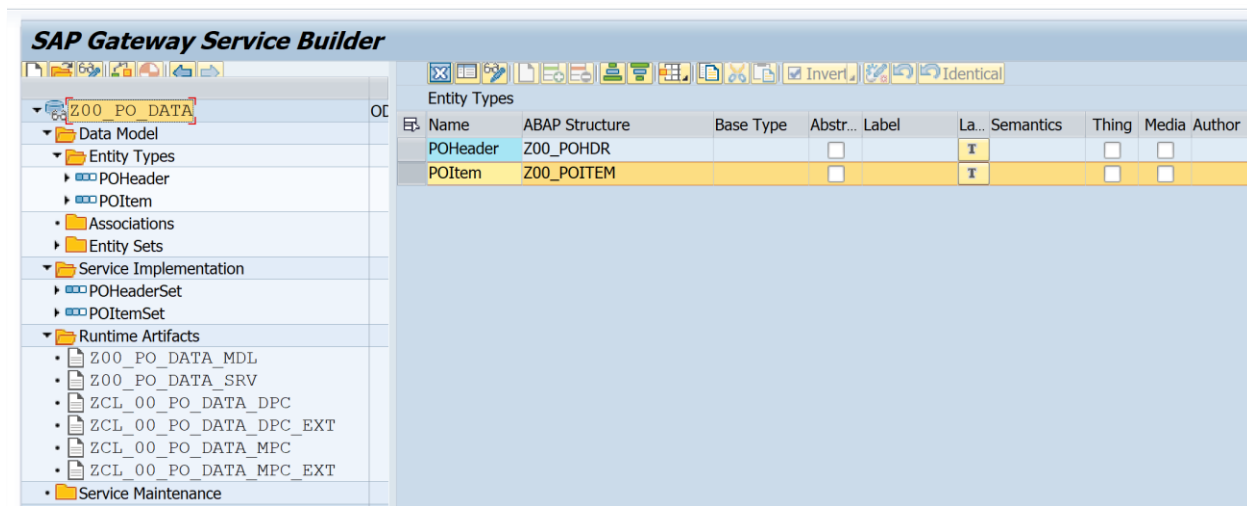 SAP Gateway Service Builder
Invert Identical
Z00_PO_DATA
Data Model
Entity Types
POHeader
POItem
Associations
Entity Sets
Service Implementation
POHeaderSet
POItemSet
Runtime Artifacts
Z00_PO_DATA_MDL
Z00_PO_DATA_SRV
ZCL_00_PO_DATA_DPC
ZCL_00_PO_DATA_DPC_EXT
ZCL_00_PO_DATA_MPC
ZCL_00_PO_DATA_MPC_EXT
Service Maintenance
Entity Types
Name ABAP Structure Base Type Abstr... Label La... Semantics Thing Media Author
POHeader Z00_POHDR T
POItem Z00_POITEM T